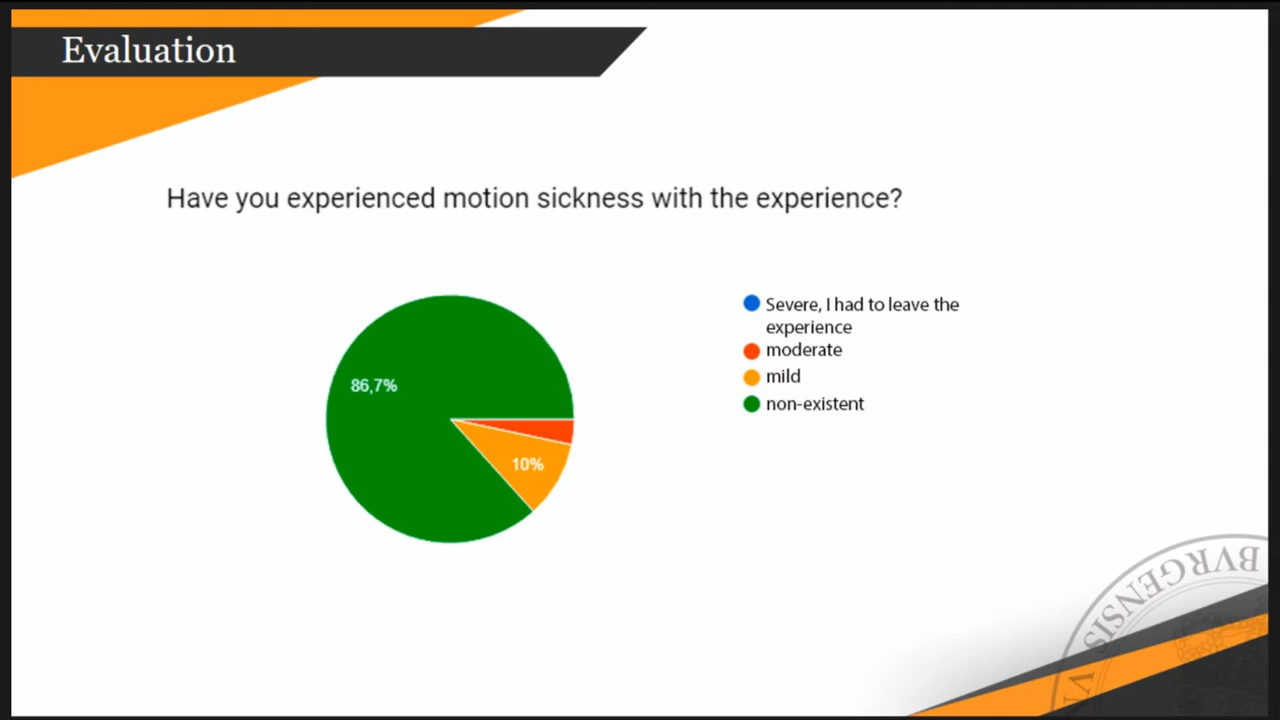 Evaluation
Have you experienced motion sickness with the experience?
86,7%
10%
Severe, I had to leave the
experience
moderate
mild
non-existent
BVRGENSIS